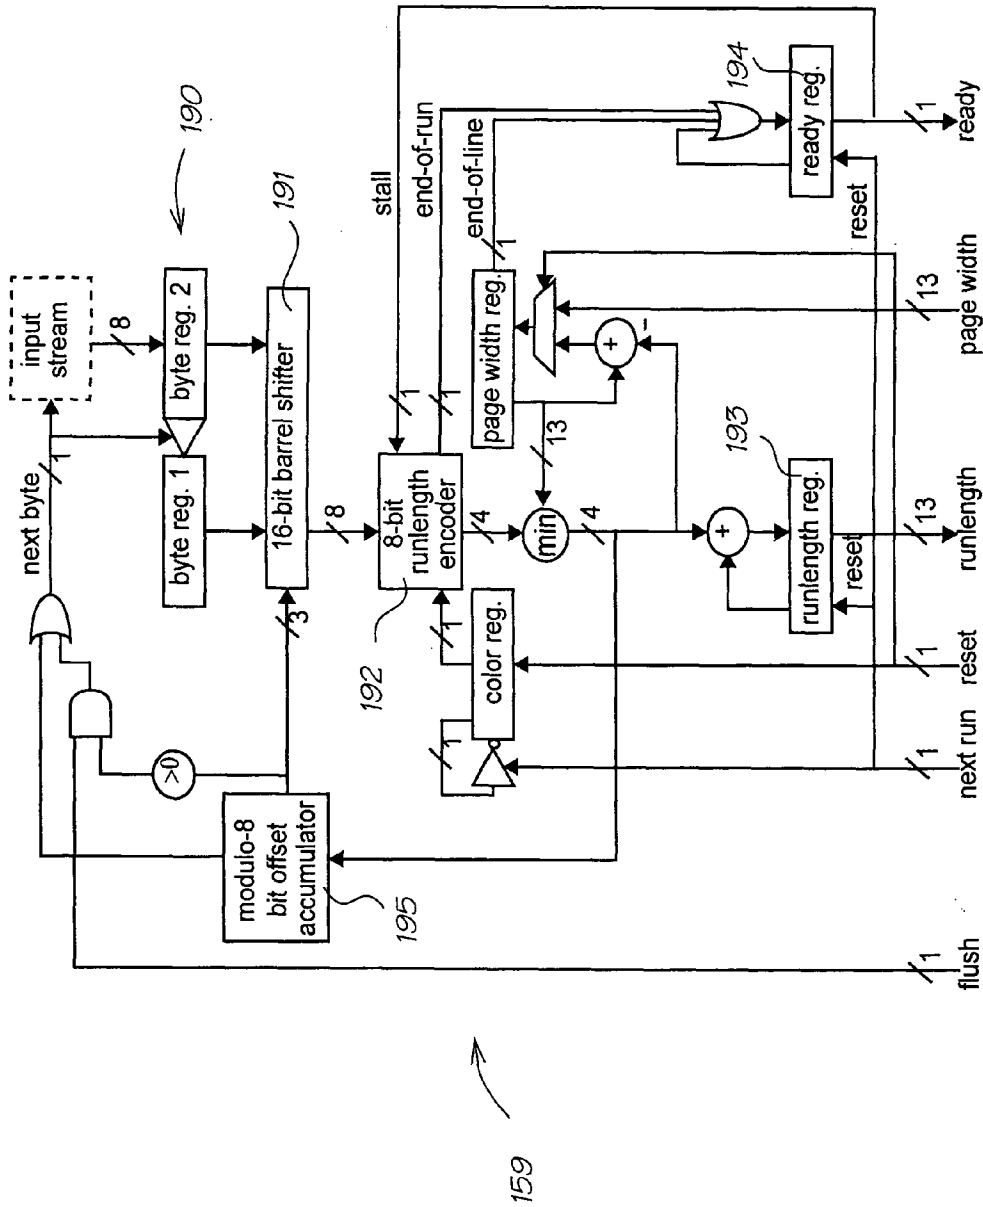 input
stream
next byte
1
8
190
byte reg. 1
byte reg. 2
191
16-bit barrel shifter
>0
3
8
modulo-8
bit offset
accumulator
195
192
8-bit
runlength
encoder
1
1
stall
end-of-run
1
color reg.
1
4
min
4
13
page width reg.
end-of-line
1
+
-
+
193
runlength reg.
reset
194
ready reg.
reset
1
flush
1
next run
1
reset
13
runlength
13
page width
1
ready
159